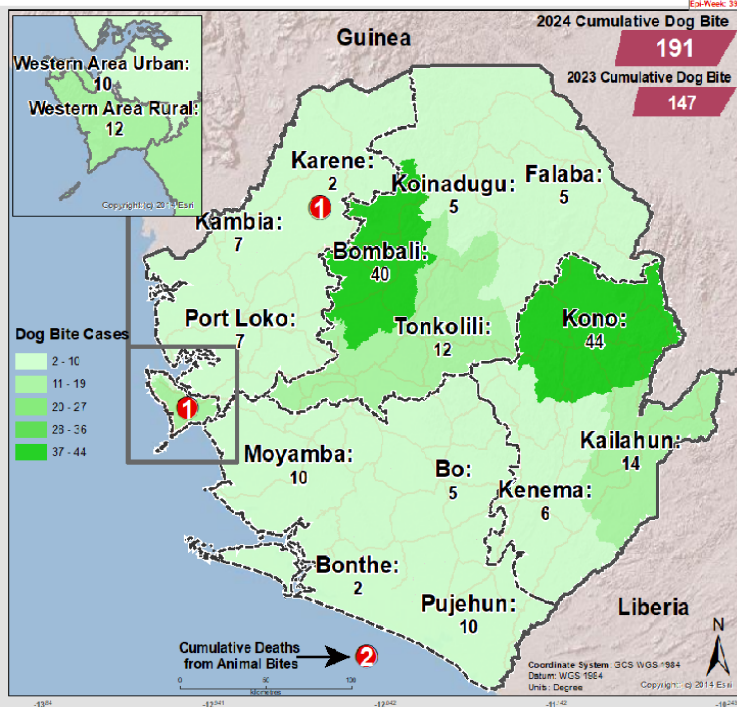 Epi-Week: 39
2024 Cumulative Dog Bite
191
2023 Cumulative Dog Bite
147
Guinea
Western Area Urban:
10
Western Area Rural:
12
Copyright:(c) 2014 Esri
Karene:
2
1
Koinadugu:
5
Falaba:
5
Kambia:
7
Bombali:
40
Port Loko:
7
Tonkolili:
12
Kono:
44
Dog Bite Cases
2 - 10
11 - 19
20 - 27
28 - 36
37 - 44
1
Moyamba:
10
Bo:
5
Kenema:
6
Kailahun:
14
Bonthe:
2
Pujehun:
10
Liberia
N
Cumulative Deaths
from Animal Bites
2
Coordinate System: GCS WGS 1984
Datum: WGS 1984
Units: Degree
Copyright: (c) 2014 Esri
kilometres